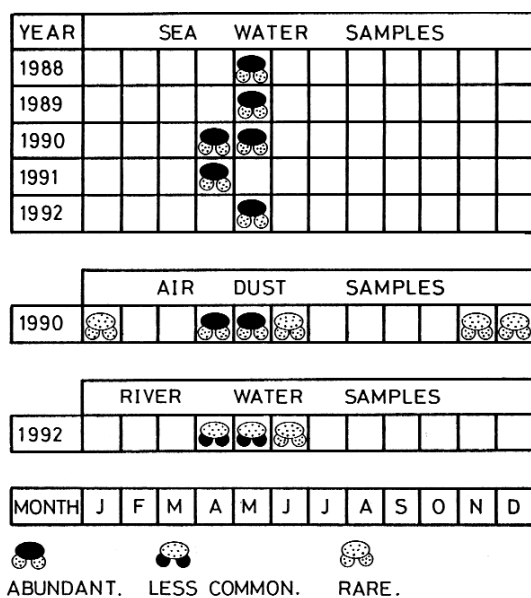 YEAR SEA WATER SAMPLES
1988
1989
1990
1991
1992
AIR DUST SAMPLES
1990
RIVER WATER SAMPLES
1992
MONTH J F M A M J J A S O N D
ABUNDANT. LESS COMMON. RARE.